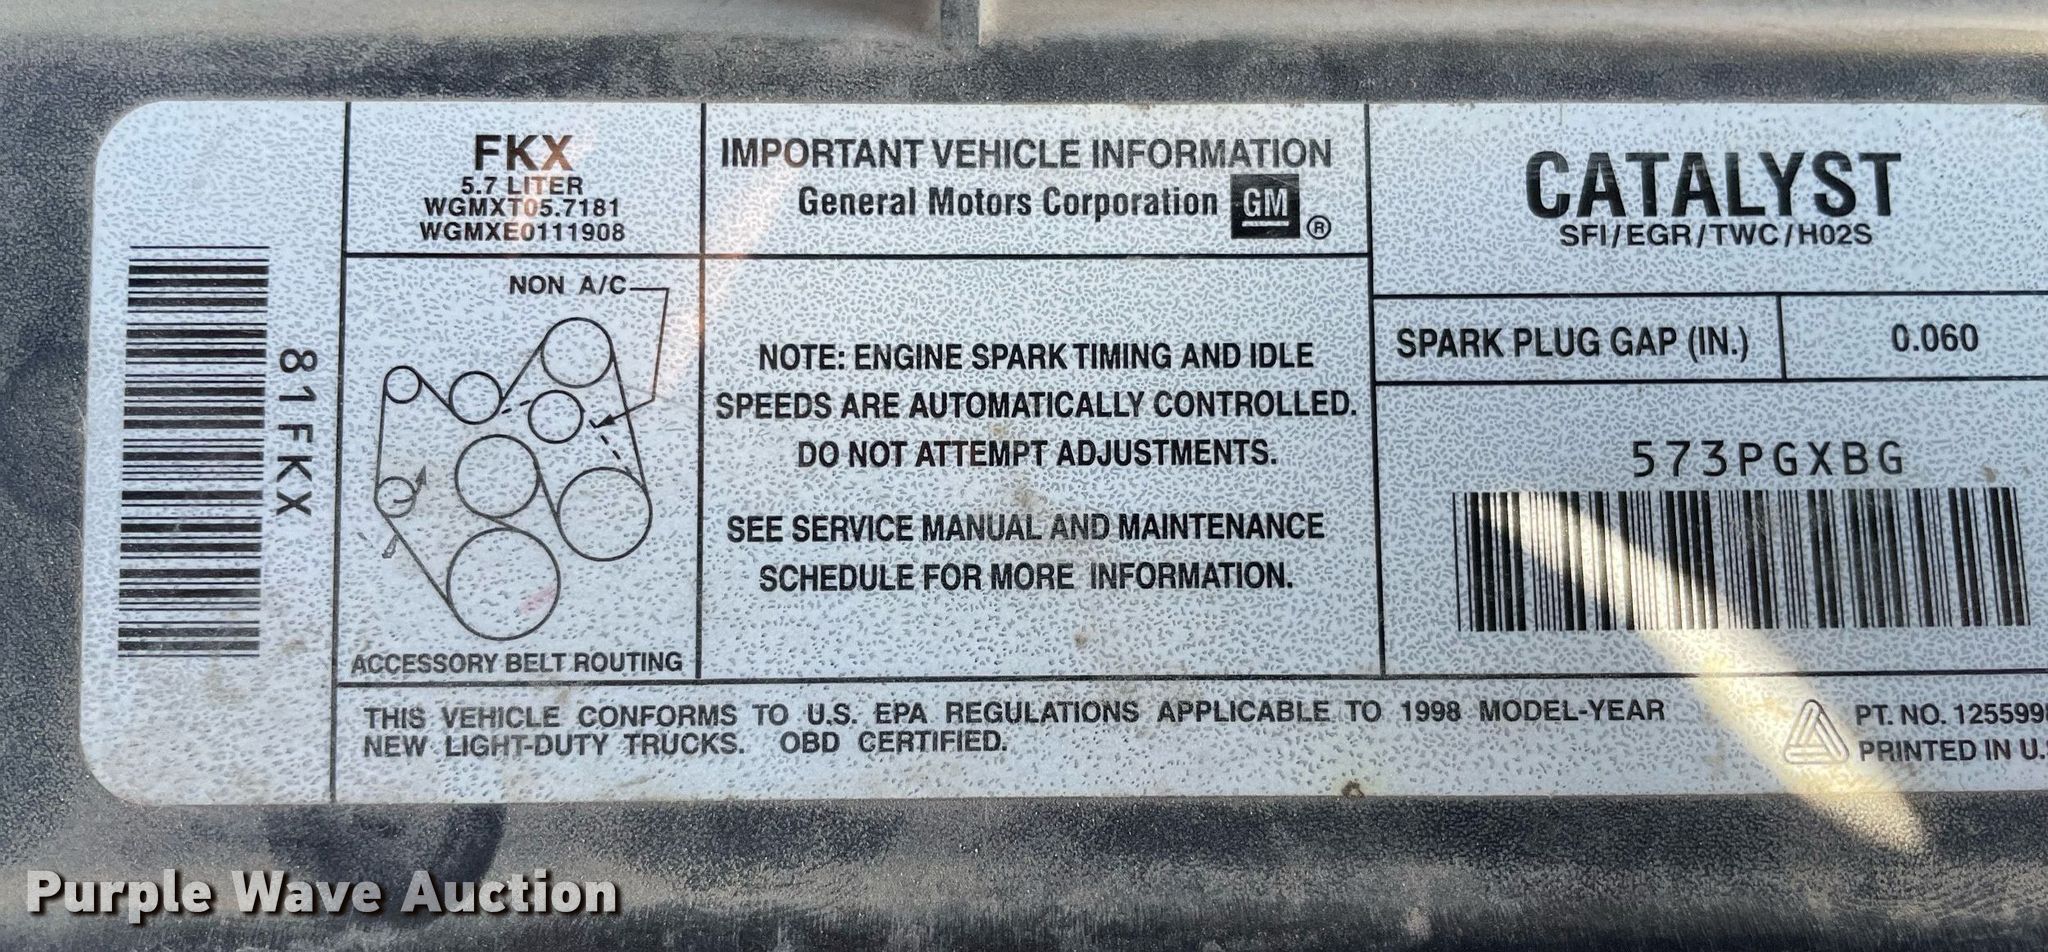 81FKX
FKX
5.7 LITER
WGMXT05.7181
WGMXE0111908
NON A/C
ACCESSORY BELT ROUTING
IMPORTANT VEHICLE INFORMATION
General Motors Corporation GM ®
NOTE: ENGINE SPARK TIMING AND IDLE
SPEEDS ARE AUTOMATICALLY CONTROLLED.
DO NOT ATTEMPT ADJUSTMENTS.
SEE SERVICE MANUAL AND MAINTENANCE
SCHEDULE FOR MORE INFORMATION.
CATALYST
SFI/EGR/TWC/H02S
SPARK PLUG GAP (IN.) 0.060
573PGXBG
THIS VEHICLE CONFORMS TO U.S. EPA REGULATIONS APPLICABLE TO 1998 MODEL-YEAR
NEW LIGHT-DUTY TRUCKS. OBD CERTIFIED.
PT. NO.
PRINTED IN U.S
Purple Wave Auction